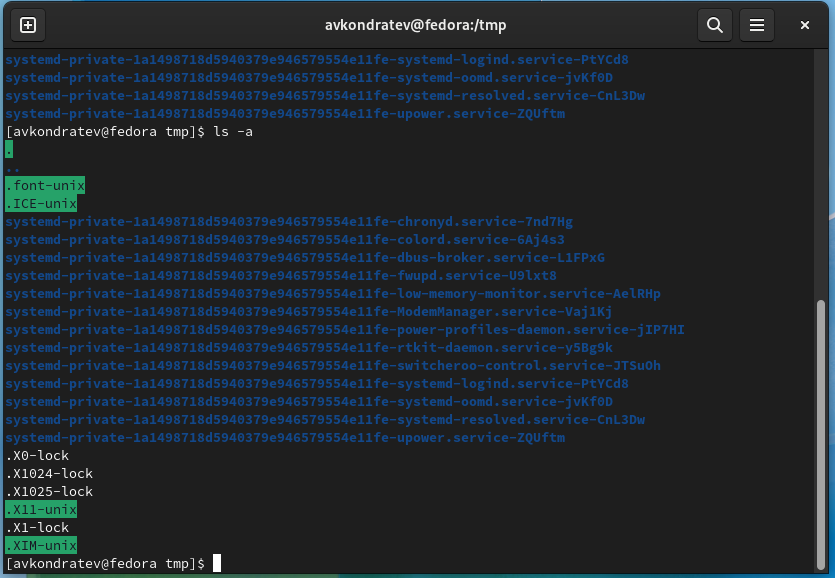 avkondratev@fedora:/tmp
systemd-private-1a1498718d5940379e946579554e11fe-systemd-logind.service-PtYCd8
systemd-private-1a1498718d5940379e946579554e11fe-systemd-oomd.service-jvKf0D
systemd-private-1a1498718d5940379e946579554e11fe-systemd-resolved.service-CnL3Dw
systemd-private-1a1498718d5940379e946579554e11fe-upower.service-ZQUftm
[avkondratev@fedora tmp]$ ls -a
.
..
.font-unix
.ICE-unix
systemd-private-1a1498718d5940379e946579554e11fe-chronyd.service-7nd7Hg
systemd-private-1a1498718d5940379e946579554e11fe-colord.service-6Aj4s3
systemd-private-1a1498718d5940379e946579554e11fe-dbus-broker.service-L1FPxG
systemd-private-1a1498718d5940379e946579554e11fe-fwupd.service-U9lxt8
systemd-private-1a1498718d5940379e946579554e11fe-low-memory-monitor.service-AelRHp
systemd-private-1a1498718d5940379e946579554e11fe-ModemManager.service-Vaj1Kj
systemd-private-1a1498718d5940379e946579554e11fe-power-profiles-daemon.service-jIP7HI
systemd-private-1a1498718d5940379e946579554e11fe-rtkit-daemon.service-y5Bg9k
systemd-private-1a1498718d5940379e946579554e11fe-switcheroo-control.service-JTSuOh
systemd-private-1a1498718d5940379e946579554e11fe-systemd-logind.service-PtYCd8
systemd-private-1a1498718d5940379e946579554e11fe-systemd-oomd.service-jvKf0D
systemd-private-1a1498718d5940379e946579554e11fe-systemd-resolved.service-CnL3Dw
systemd-private-1a1498718d5940379e946579554e11fe-upower.service-ZQUftm
.X0-lock
.X1024-lock
.X1025-lock
.X11-unix
.X1-lock
.XIM-unix
[avkondratev@fedora tmp]$